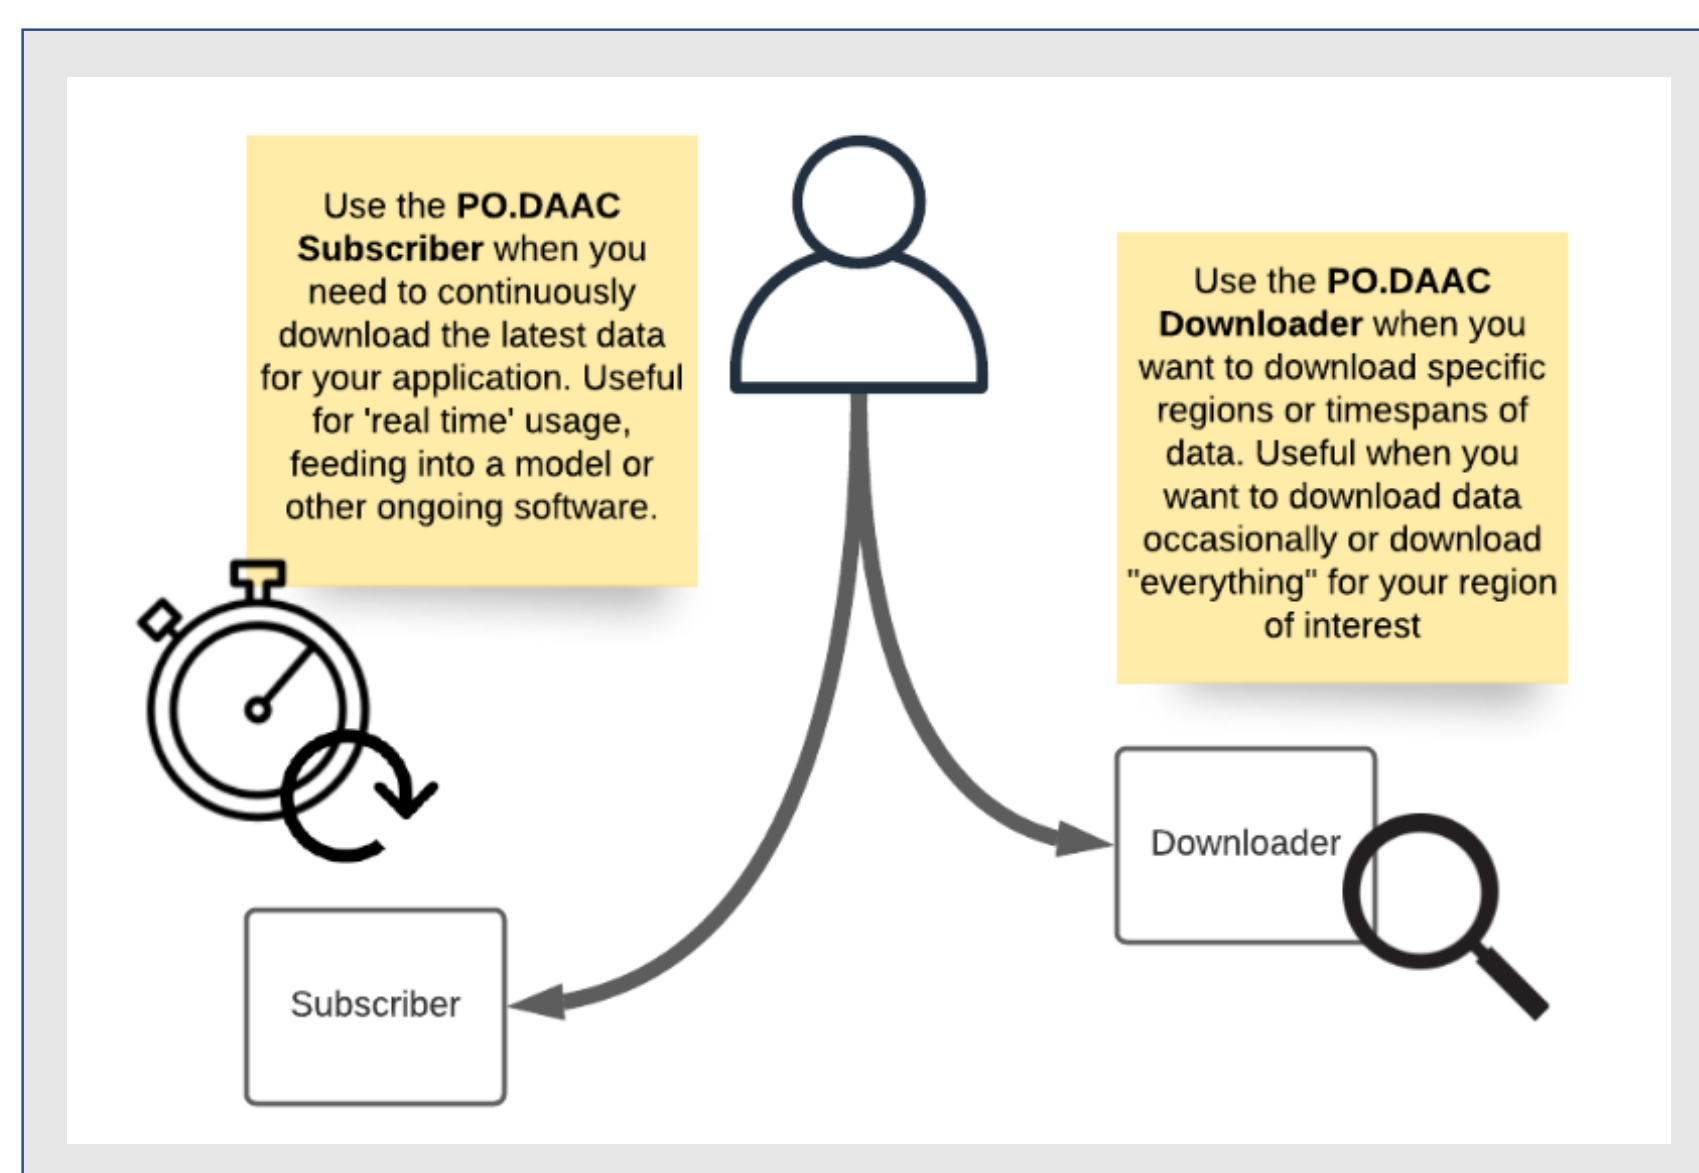 Use the PO.DAAC
Subscriber when you
need to continuously
download the latest data
for your application. Useful
for 'real time' usage,
feeding into a model or
other ongoing software.
Use the PO.DAAC
Downloader when you
want to download specific
regions or timespans of
data. Useful when you
want to download data
occasionally or download
"everything" for your region
of interest
Downloader
Subscriber